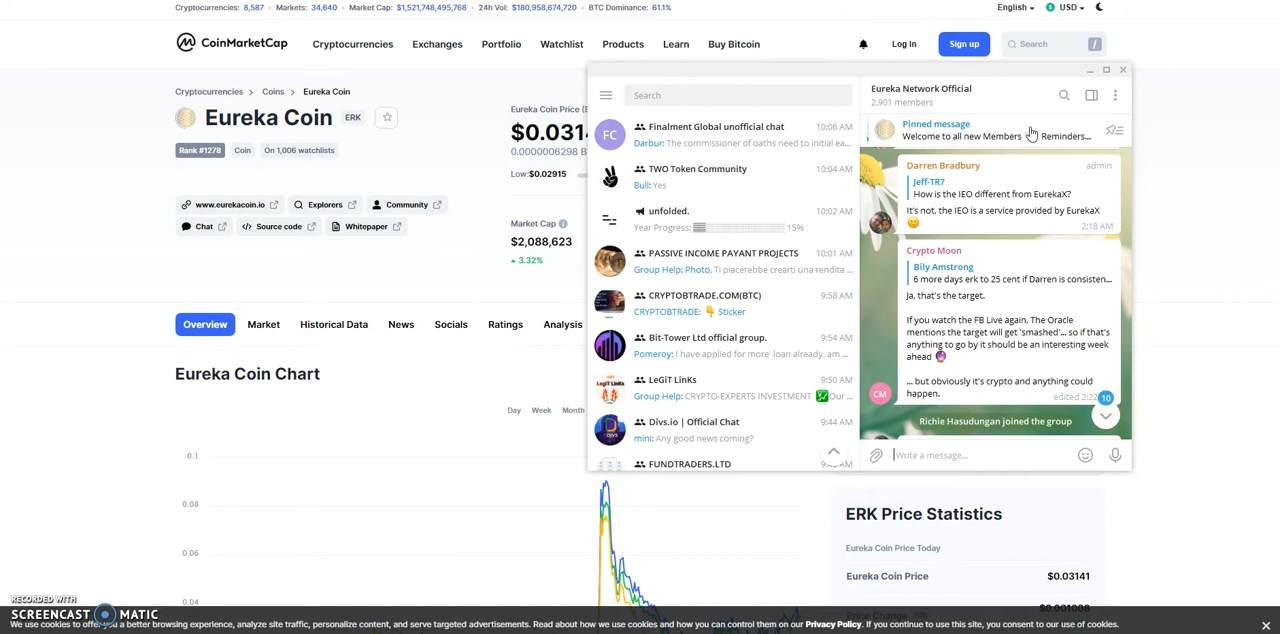 Cryptocurrencies: 8,587 Markets: 34,640 Market Cap: $1,521,748,495,768 24h Vol: $180,958,674,720 BTC Dominance: 61.1%
English USD
CoinMarketCap
Cryptocurrencies Exchanges Portfolio Watchlist Products Learn Buy Bitcoin
Log In Sign up Search /
Cryptocurrencies Coins Eureka Coin
Eureka Coin ERK
Rank #1278 Coin On 1,006 watchlists
www.eurekacoin.io Explorers Community
Chat Source code Whitepaper
Eureka Coin Price (E
$0.031
0.0000006298 B
Low:$0.02915
Market Cap
$2,088,623
3.32%
Overview Market Historical Data News Socials Ratings Analysis
Eureka Coin Chart
Day Week Month
0.1
0.08
0.06
0.04
Search
FC
Finalment Global unofficial chat 10:06 AM
Darbur: The commissioner of oaths need to initial ea...
TWO Token Community 10:04 AM
Bull: Yes
unfolded. 10:02 AM
Year Progress: 15%
PASSIVE INCOME PAYANT PROJECTS 10:01 AM
Group Help: Photo, Ti piacerebbe crearti una rendita ...
CRYPTOBTRADE.COM(BTC) 9:58 AM
CRYPTOBTRADE: 👇 Sticker
Bit-Tower Ltd official group. 9:54 AM
Pomeroy: I have applied for more loan already, am ...
LeGiT LinKs 9:50 AM
Group Help: CRYPTO-EXPERTS INVESTMENT 💹Our ...
Divs.io | Official Chat 9:44 AM
mini: Any good news coming?
FUNDTRADERS.LTD
Eureka Network Official
2,901 members
Pinned message
Welcome to all new Members Reminders...
Darren Bradbury admin
Jeff-TR7
How is the IEO different from EurekaX?
It's not, the IEO is a service provided by EurekaX
🙂 2:18 AM
Crypto Moon
Bily Amstrong
6 more days erk to 25 cent if Darren is consisten...
Ja, that's the target.
If you watch the FB Live again, The Oracle
mentions the target will get 'smashed'... so if that's
anything to go by it should be an interesting week
ahead 🔮
... but obviously it's crypto and anything could
happen.
CM
edited 2:22
10
Richie Hasudungan joined the group
Write a message...
ERK Price Statistics
Eureka Coin Price Today
Eureka Coin Price $0.03141
Price Change $0.001008
RECORDED WITH
SCREENCAST MATIC
We use cookies to offer you a better browsing experience, analyze site traffic, personalize content, and serve targeted advertisements. Read about how we use cookies and how you can control them on our Privacy Policy. If you continue to use this site, you consent to our use of cookies.